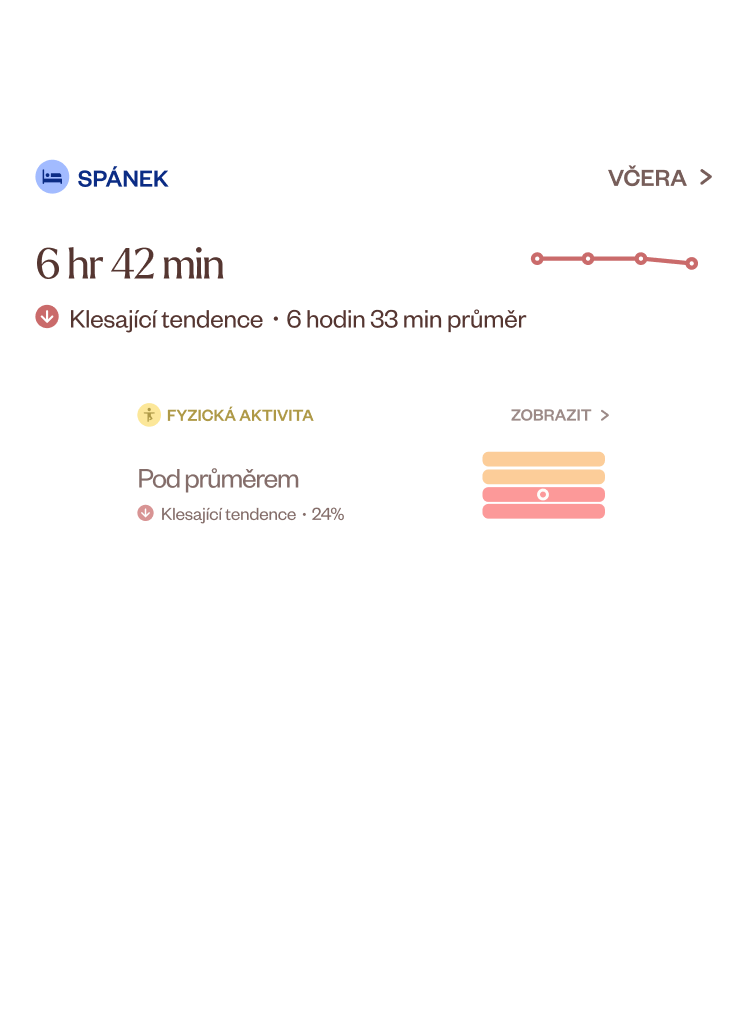 SPÁNEK
VČERA
6 hr 42 min
Klesající tendence · 6 hodin 33 min průměr
FYZICKÁ AKTIVITA
ZOBRAZIT
Pod průměrem
Klesající tendence · 24%